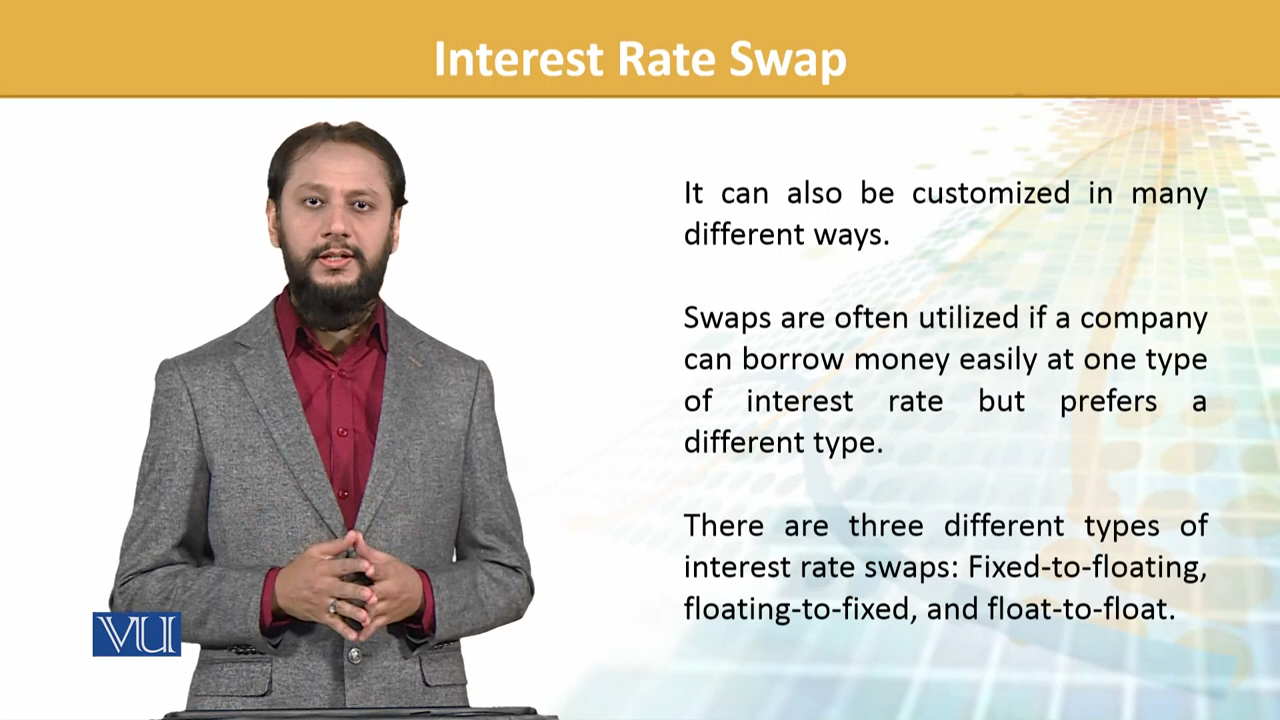 Interest Rate Swap
It can also be customized in many
different ways.
Swaps are often utilized if a company
can borrow money easily at one type
of interest rate but prefers a
different type.
There are three different types of
interest rate swaps: Fixed-to-floating,
floating-to-fixed, and float-to-float.
VU